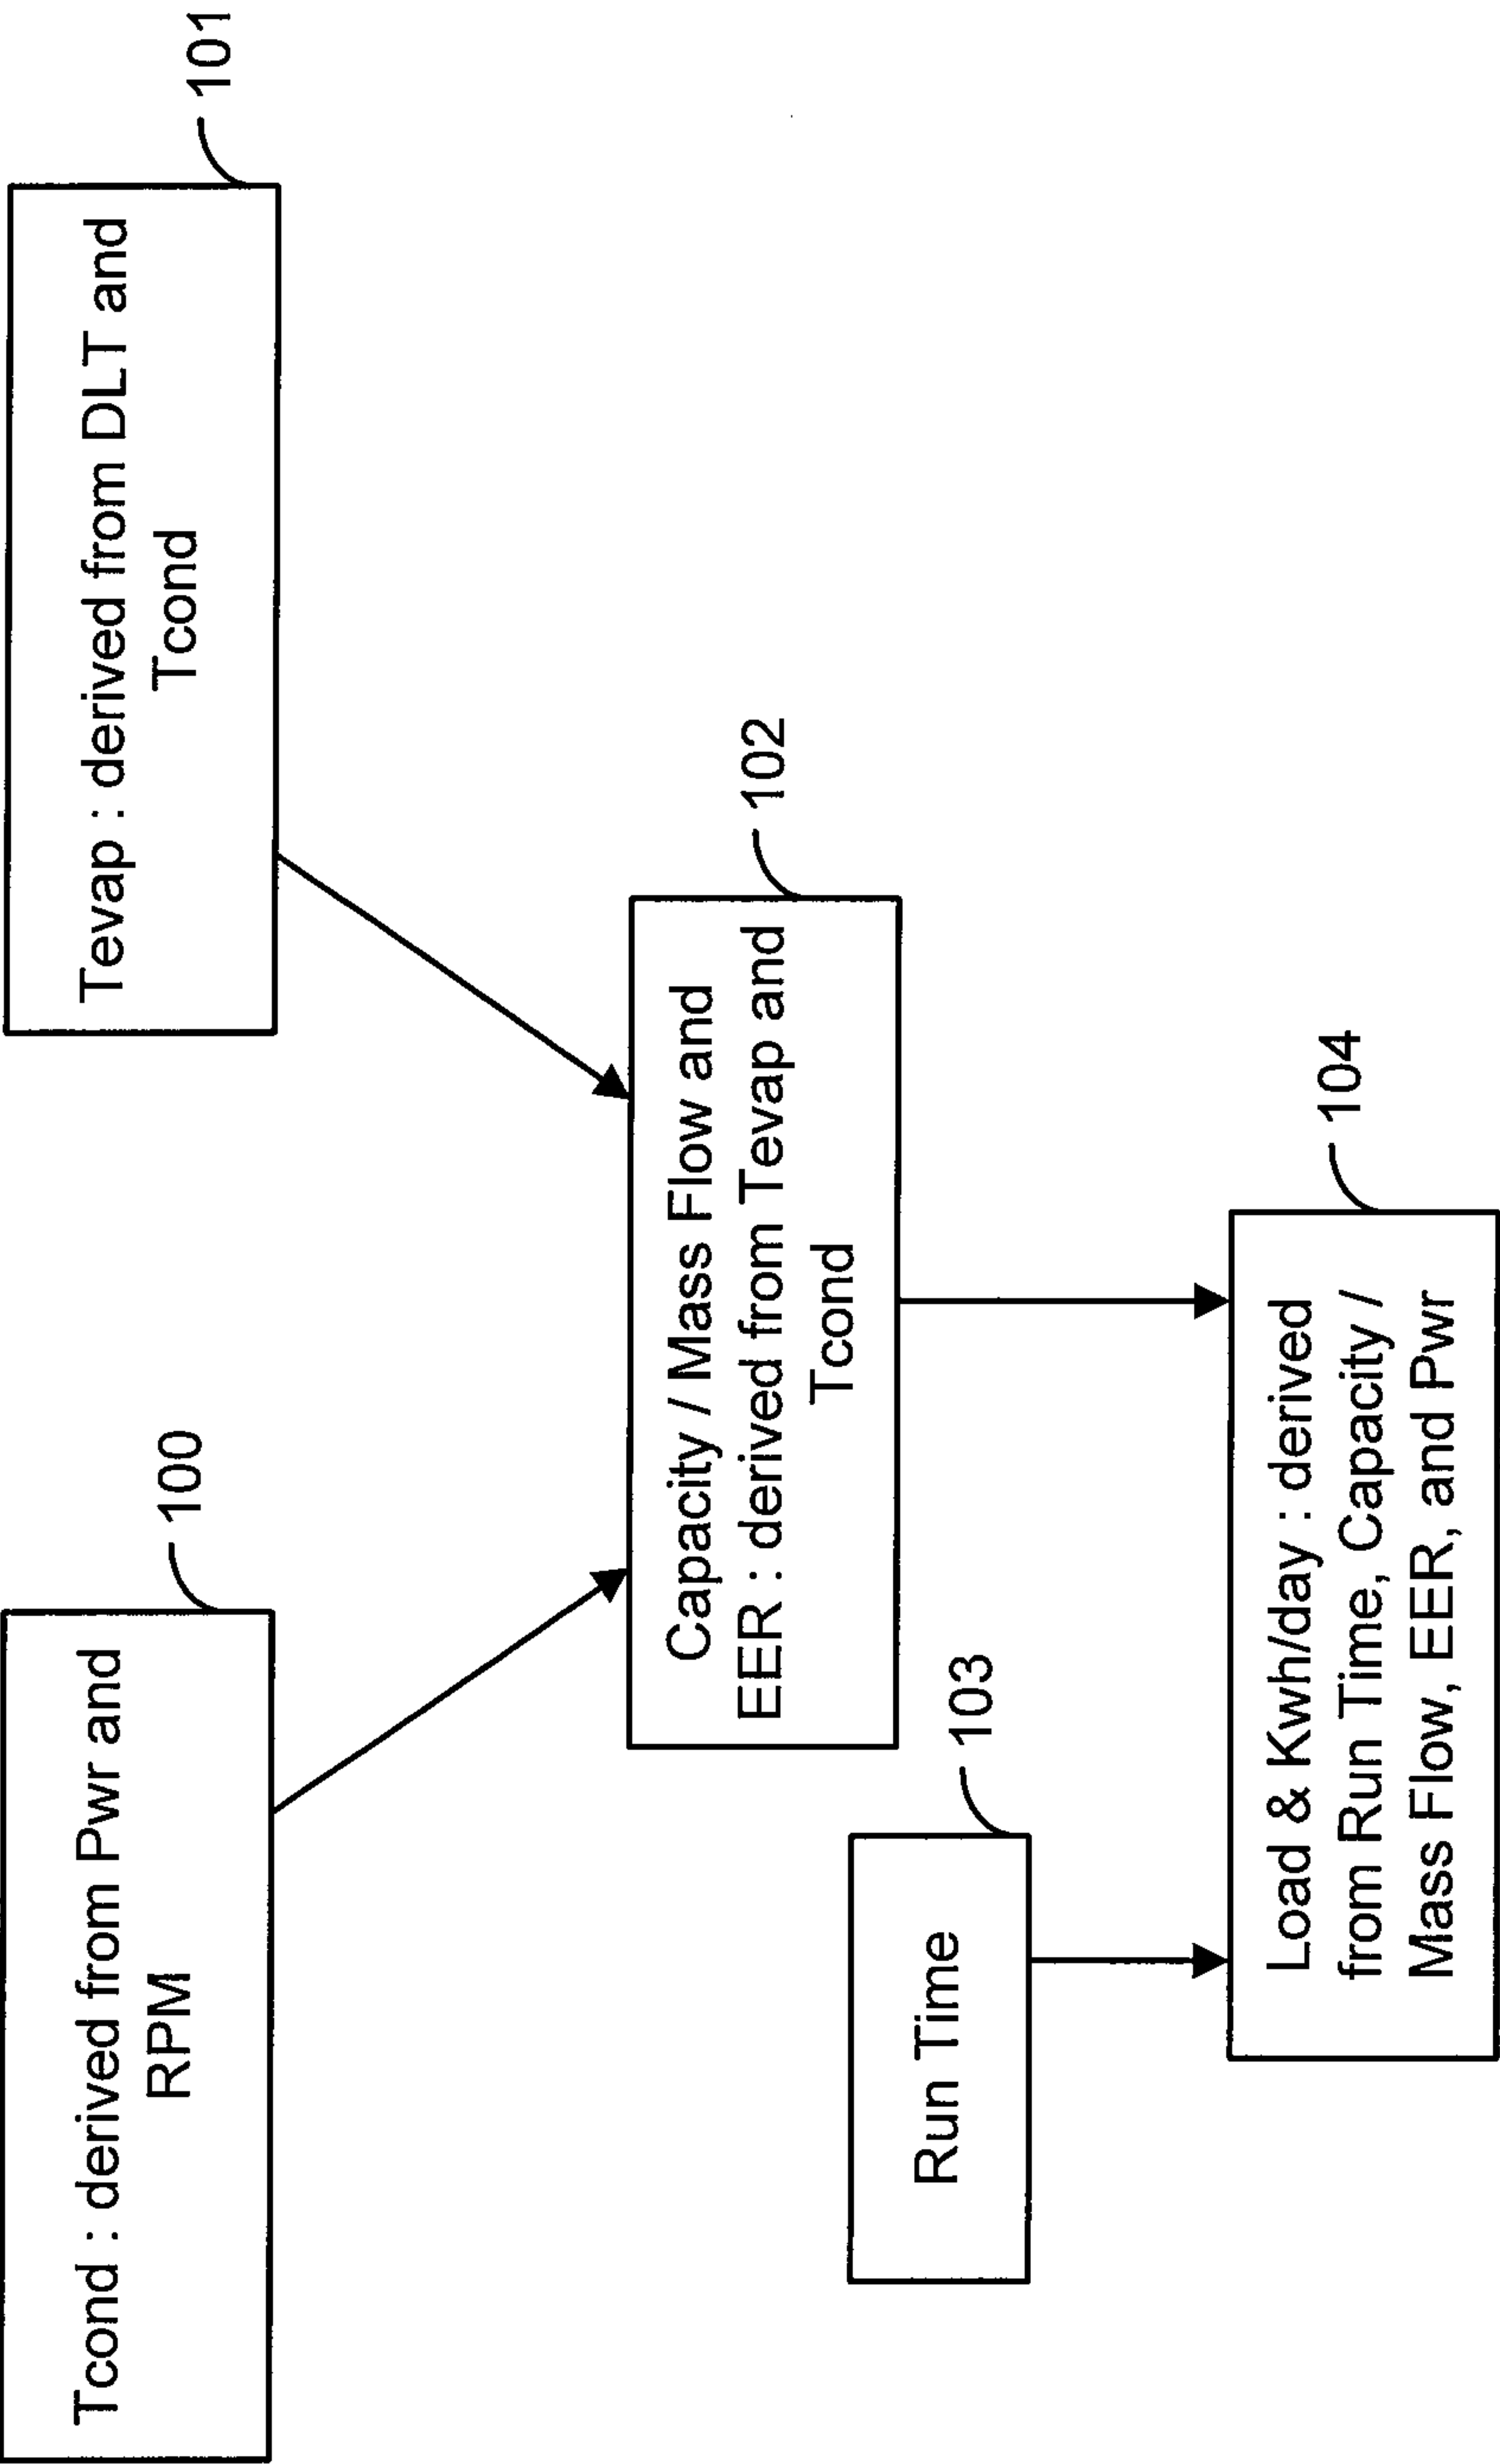 Tcond : derived from Pwr and
RPM
100
Tevap : derived from DLT and
Tcond
101
Capacity / Mass Flow and
EER : derived from Tevap and
Tcond
102
Run Time
103
Load & Kwh/day : derived
from Run Time, Capacity /
Mass Flow, EER, and Pwr
104